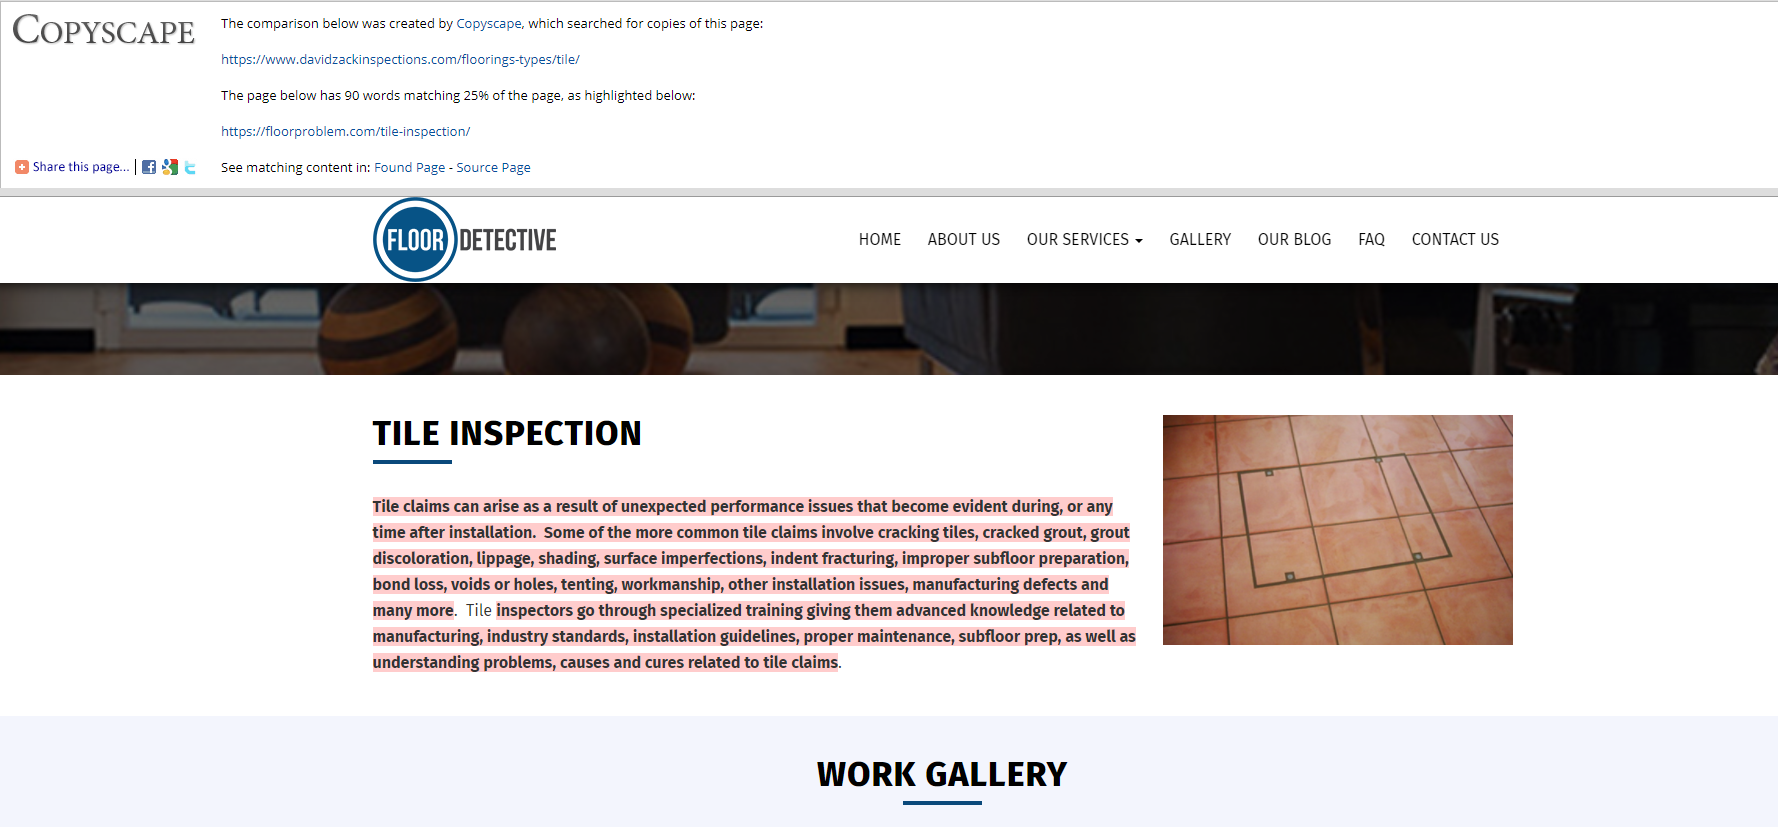 COPYSCAPE
The comparison below was created by Copyscape, which searched for copies of this page:
https://www.davidzackinspections.com/floorings-types/tile/
The page below has 90 words matching 25% of the page, as highlighted below:
https://floorproblem.com/tile-inspection/
Share this page...
See matching content in: Found Page - Source Page
FLOOR DETECTIVE
HOME ABOUT US OUR SERVICES GALLERY OUR BLOG FAQ CONTACT US
TILE INSPECTION
Tile claims can arise as a result of unexpected performance issues that become evident during, or any
time after installation.  Some of the more common tile claims involve cracking tiles, cracked grout, grout
discoloration, lippage, shading, surface imperfections, indent fracturing, improper subfloor preparation,
bond loss, voids or holes, tenting, workmanship, other installation issues, manufacturing defects and
many more.  Tile inspectors go through specialized training giving them advanced knowledge related to
manufacturing, industry standards, installation guidelines, proper maintenance, subfloor prep, as well as
understanding problems, causes and cures related to tile claims.
WORK GALLERY